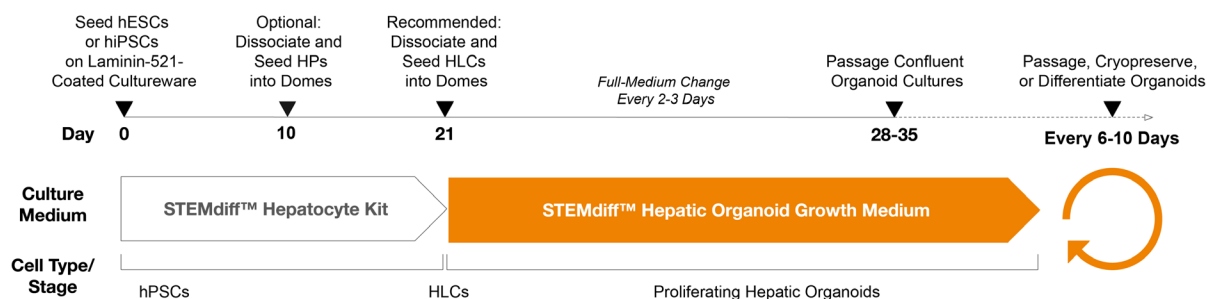 Seed hESCs
or hiPSCs
on Laminin-521-
Coated Cultureware
Optional:
Dissociate and
Seed HPs
into Domes
Recommended:
Dissociate and
Seed HLCs
into Domes
Full-Medium Change
Every 2-3 Days
Passage Confluent
Organoid Cultures
Passage, Cryopreserve,
or Differentiate Organoids
Day 0 10 21 28-35 Every 6-10 Days
Culture
Medium
STEMdiff™ Hepatocyte Kit
STEMdiff™ Hepatic Organoid Growth Medium
Cell Type/
Stage
hPSCs HLCs Proliferating Hepatic Organoids